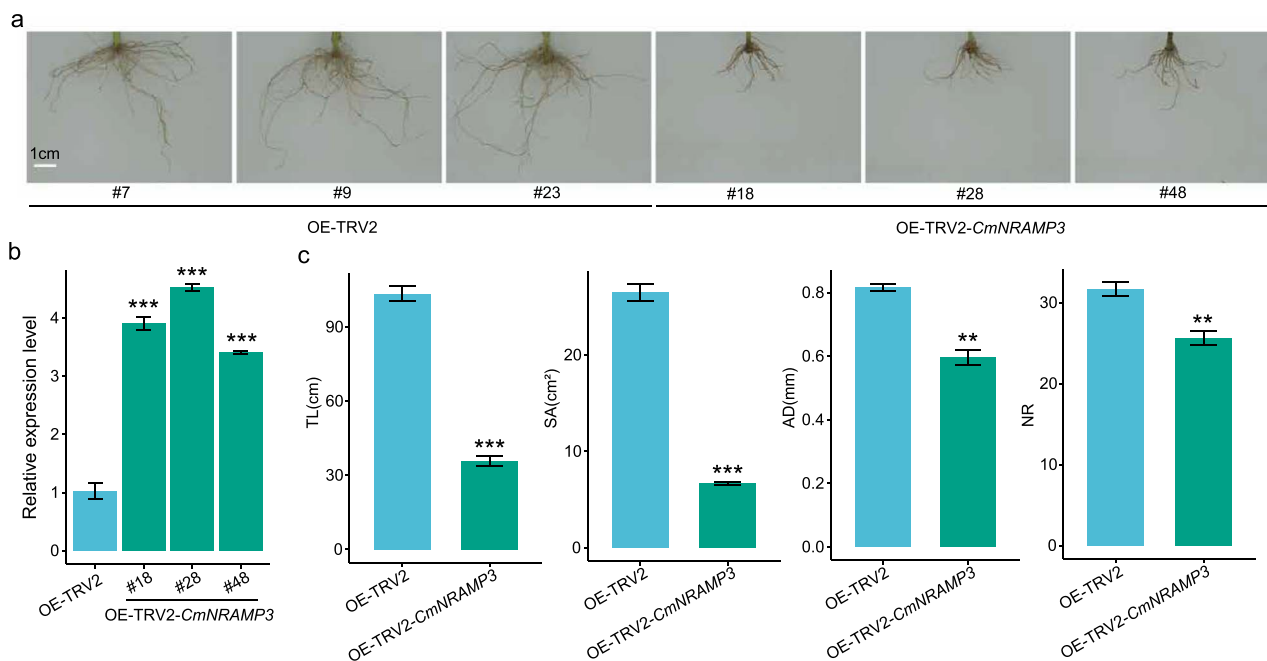 a
1cm
#7
#9
#23
#18
#28
#48
OE-TRV2
OE-TRV2-CmNRAMP3
b
Relative expression level
4
3
2
1
0
***
***
***
OE-TRV2
#18
#28
#48
OE-TRV2-CmNRAMP3
c
TL(cm)
90
60
30
0
***
OE-TRV2
OE-TRV2-CmNRAMP3
SA(cm²)
20
10
0
***
OE-TRV2
OE-TRV2-CmNRAMP3
AD(mm)
0.8
0.6
0.4
0.2
0.0
**
OE-TRV2
OE-TRV2-CmNRAMP3
NR
30
20
10
0
**
OE-TRV2
OE-TRV2-CmNRAMP3